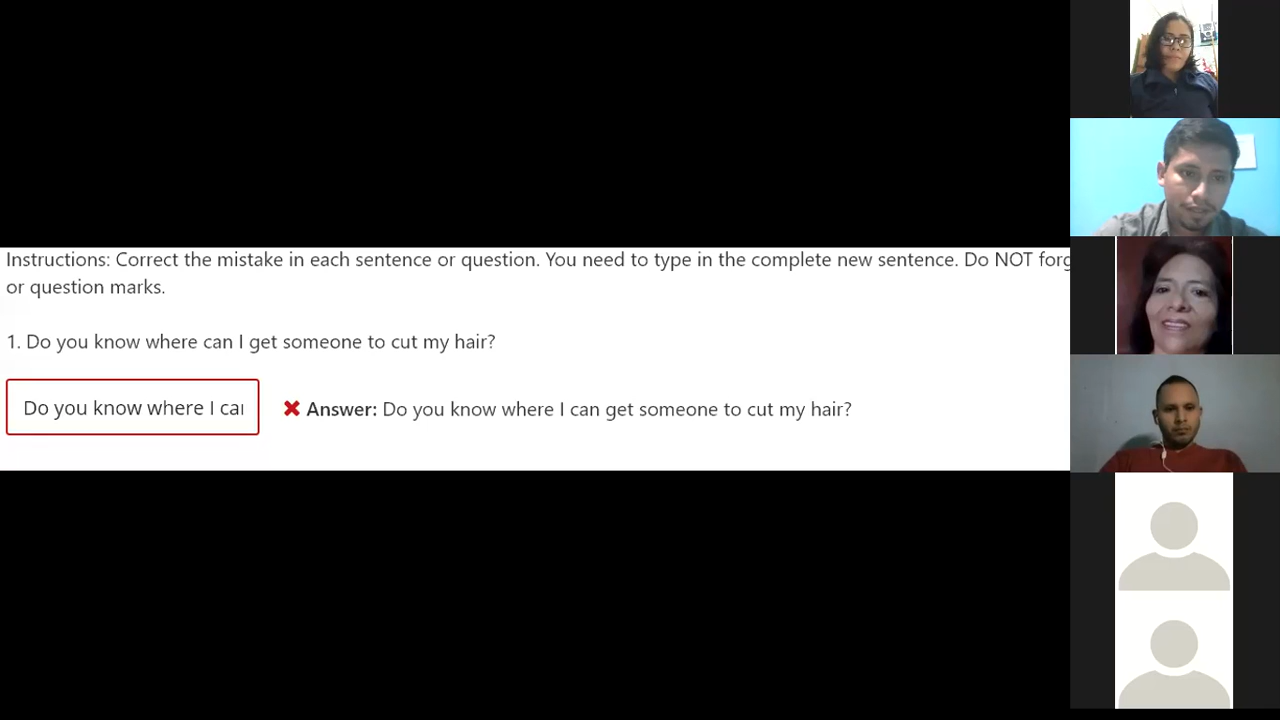 Instructions: Correct the mistake in each sentence or question. You need to type in the complete new sentence. Do NOT
or question marks.
1. Do you know where can I get someone to cut my hair?
Do you know where I
✖ Answer: Do you know where I can get someone to cut my hair?